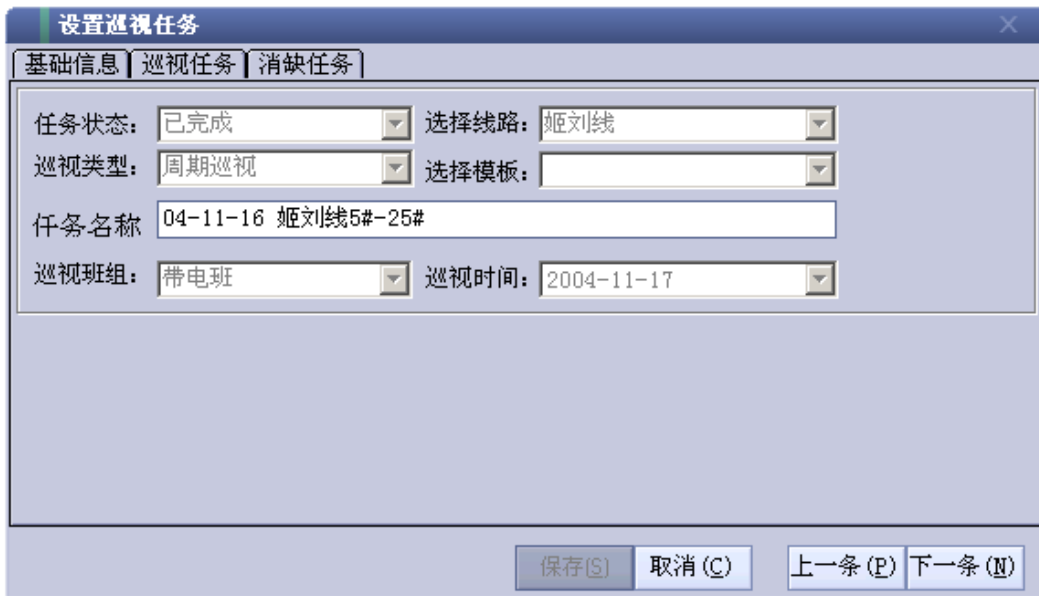 设置巡视任务
基础信息 巡视任务 消缺任务
任务状态: 已完成 选择线路: 姬刘线
巡视类型: 周期巡视 选择模板:
任务名称 04-11-16 姬刘线5#-25#
巡视班组: 带电班 巡视时间: 2004-11-17
保存(S) 取消(C) 上一条(P) 下一条(N)